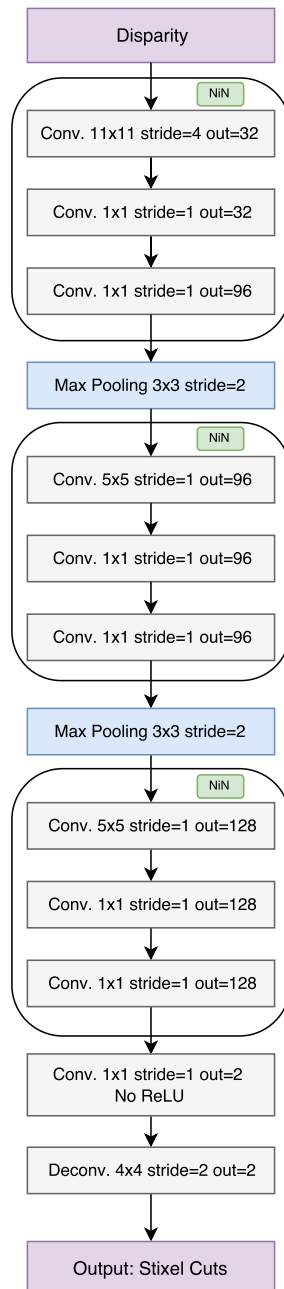 Disparity
NiN
Conv. 11x11 stride=4 out=32
Conv. 1x1 stride=1 out=32
Conv. 1x1 stride=1 out=96
Max Pooling 3x3 stride=2
NiN
Conv. 5x5 stride=1 out=96
Conv. 1x1 stride=1 out=96
Conv. 1x1 stride=1 out=96
Max Pooling 3x3 stride=2
NiN
Conv. 5x5 stride=1 out=128
Conv. 1x1 stride=1 out=128
Conv. 1x1 stride=1 out=128
Conv. 1x1 stride=1 out=2
No ReLU
Deconv. 4x4 stride=2 out=2
Output: Stixel Cuts